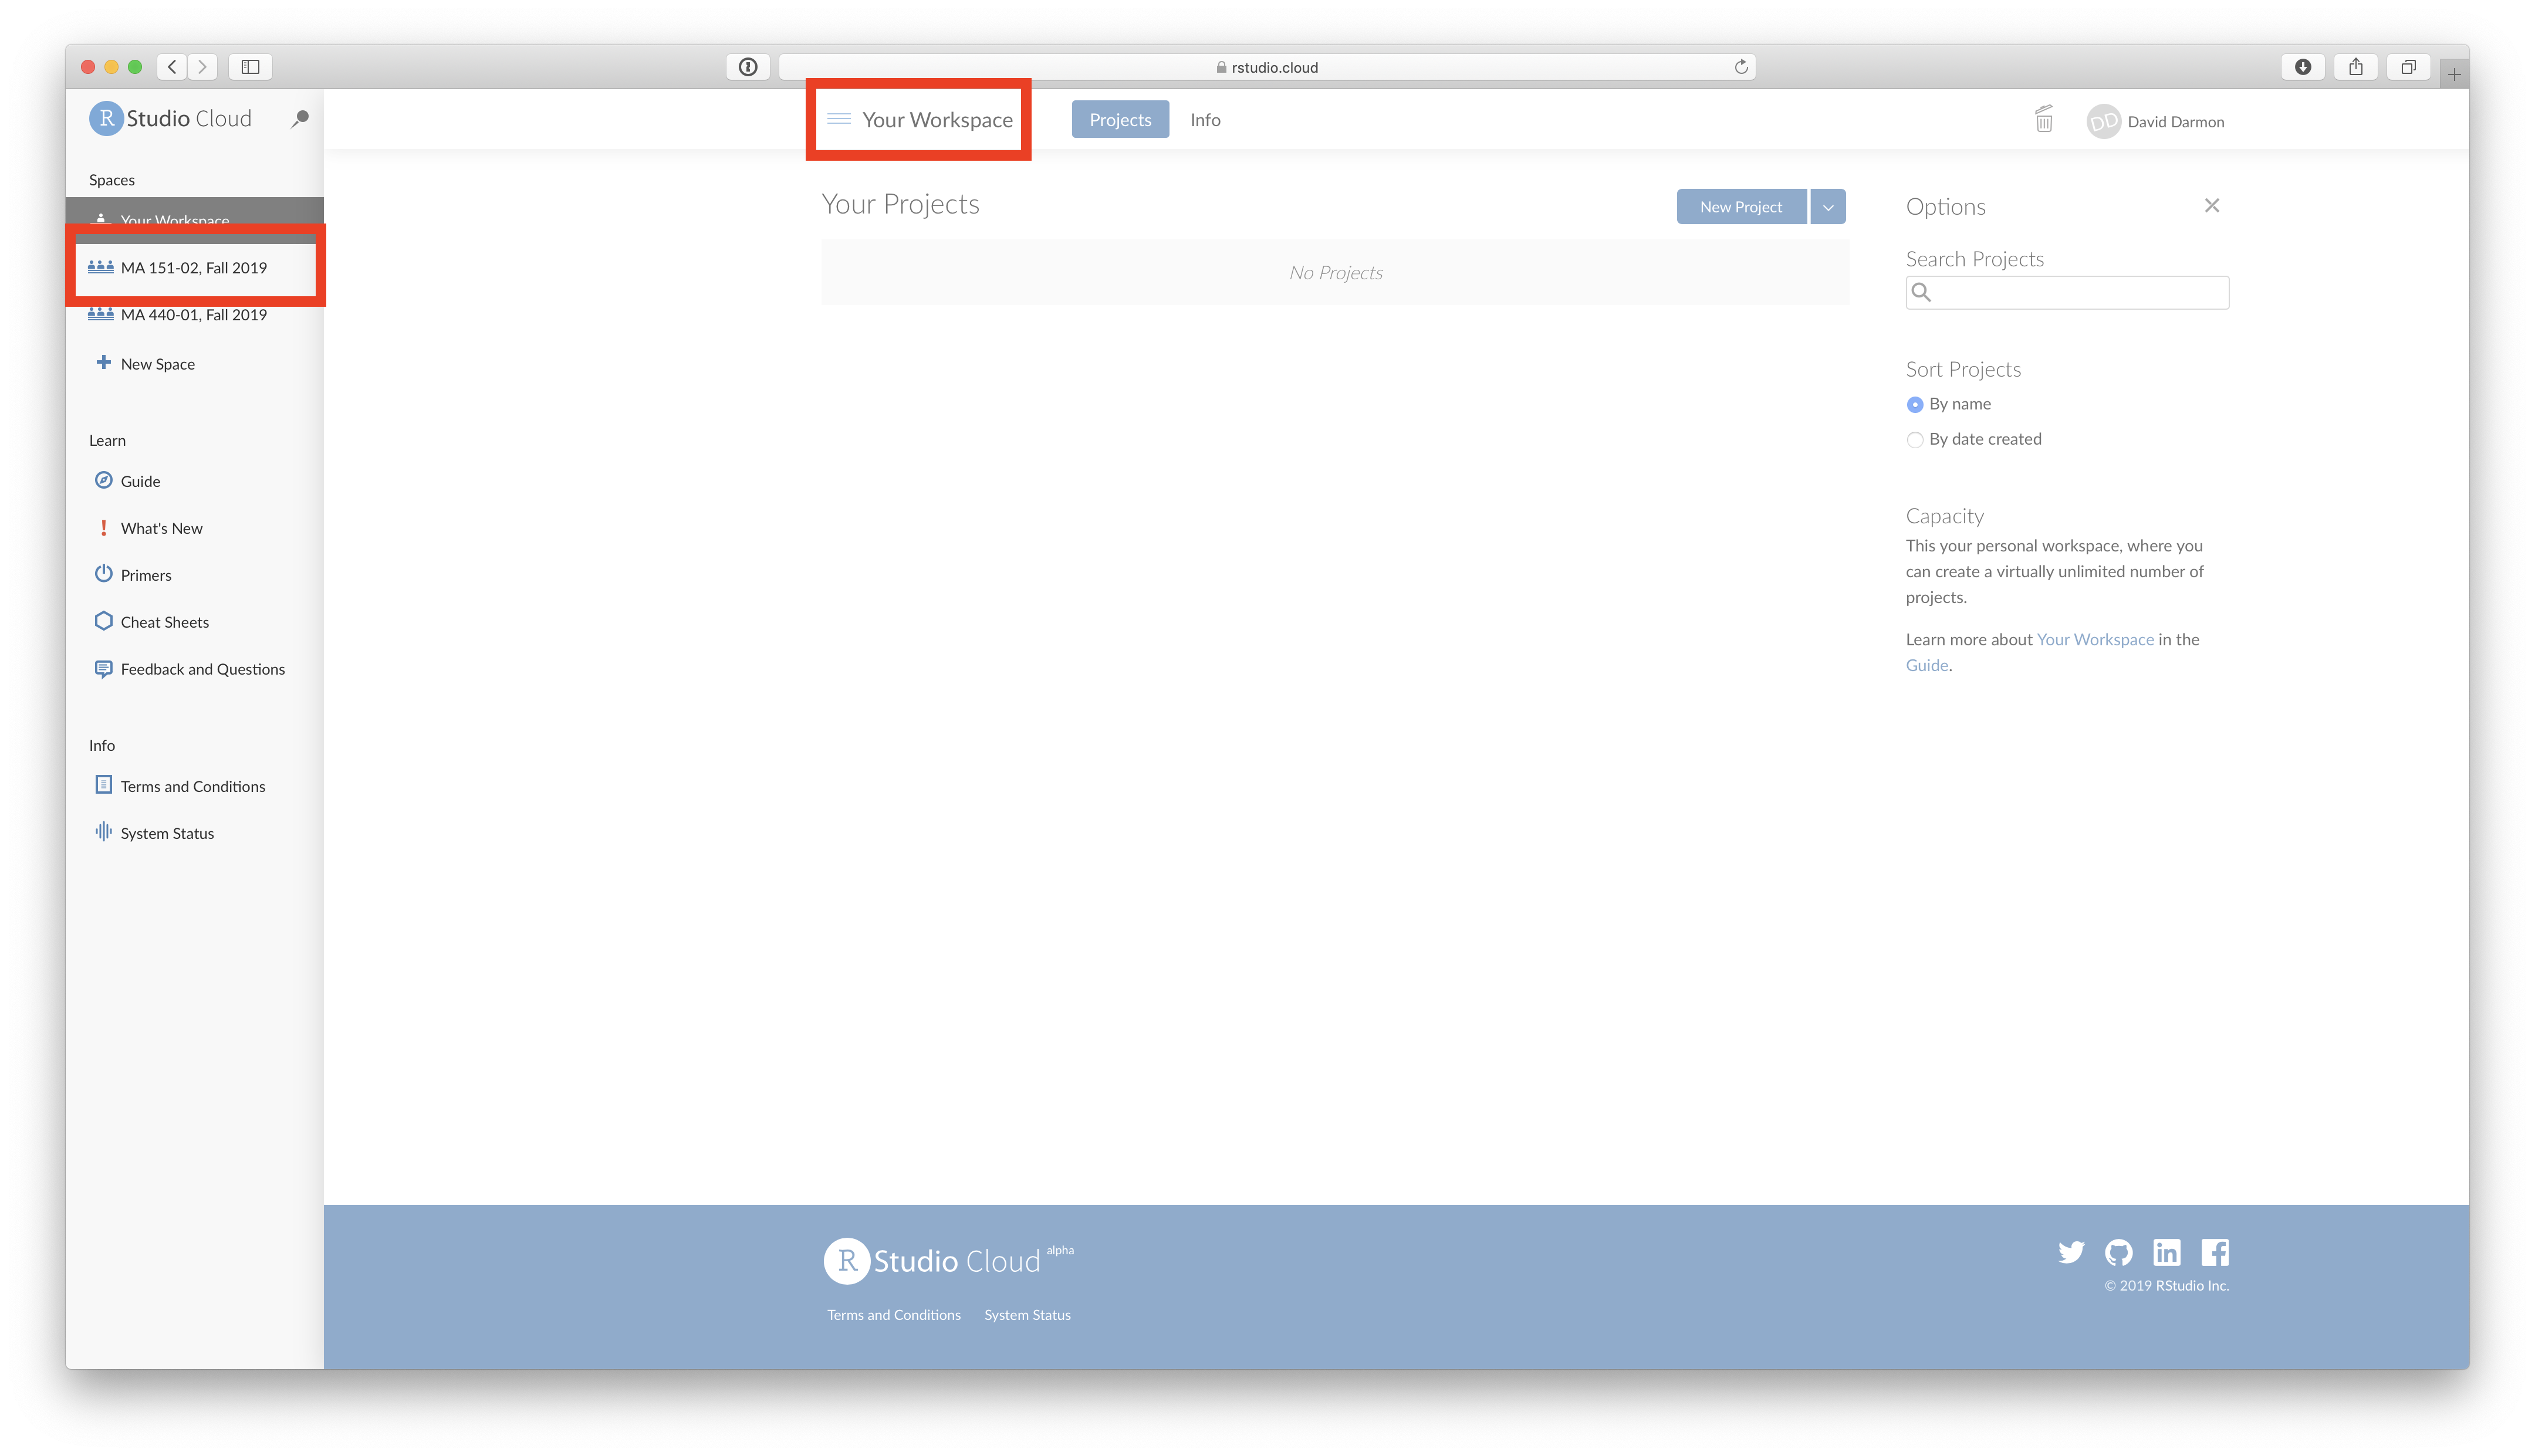 rstudio.cloud
R Studio Cloud
Your Workspace
Projects
Info
David Darmon
Spaces
Your Workspace
MA 151-02, Fall 2019
MA 440-01, Fall 2019
New Space
Learn
Guide
What's New
Primers
Cheat Sheets
Feedback and Questions
Info
Terms and Conditions
System Status
Your Projects
New Project
No Projects
Options
Search Projects
Sort Projects
By name
By date created
Capacity
This your personal workspace, where you
can create a virtually unlimited number of
projects.
Learn more about Your Workspace in the
Guide.
R Studio Cloud alpha
Terms and Conditions
System Status
© 2019 RStudio Inc.
DD